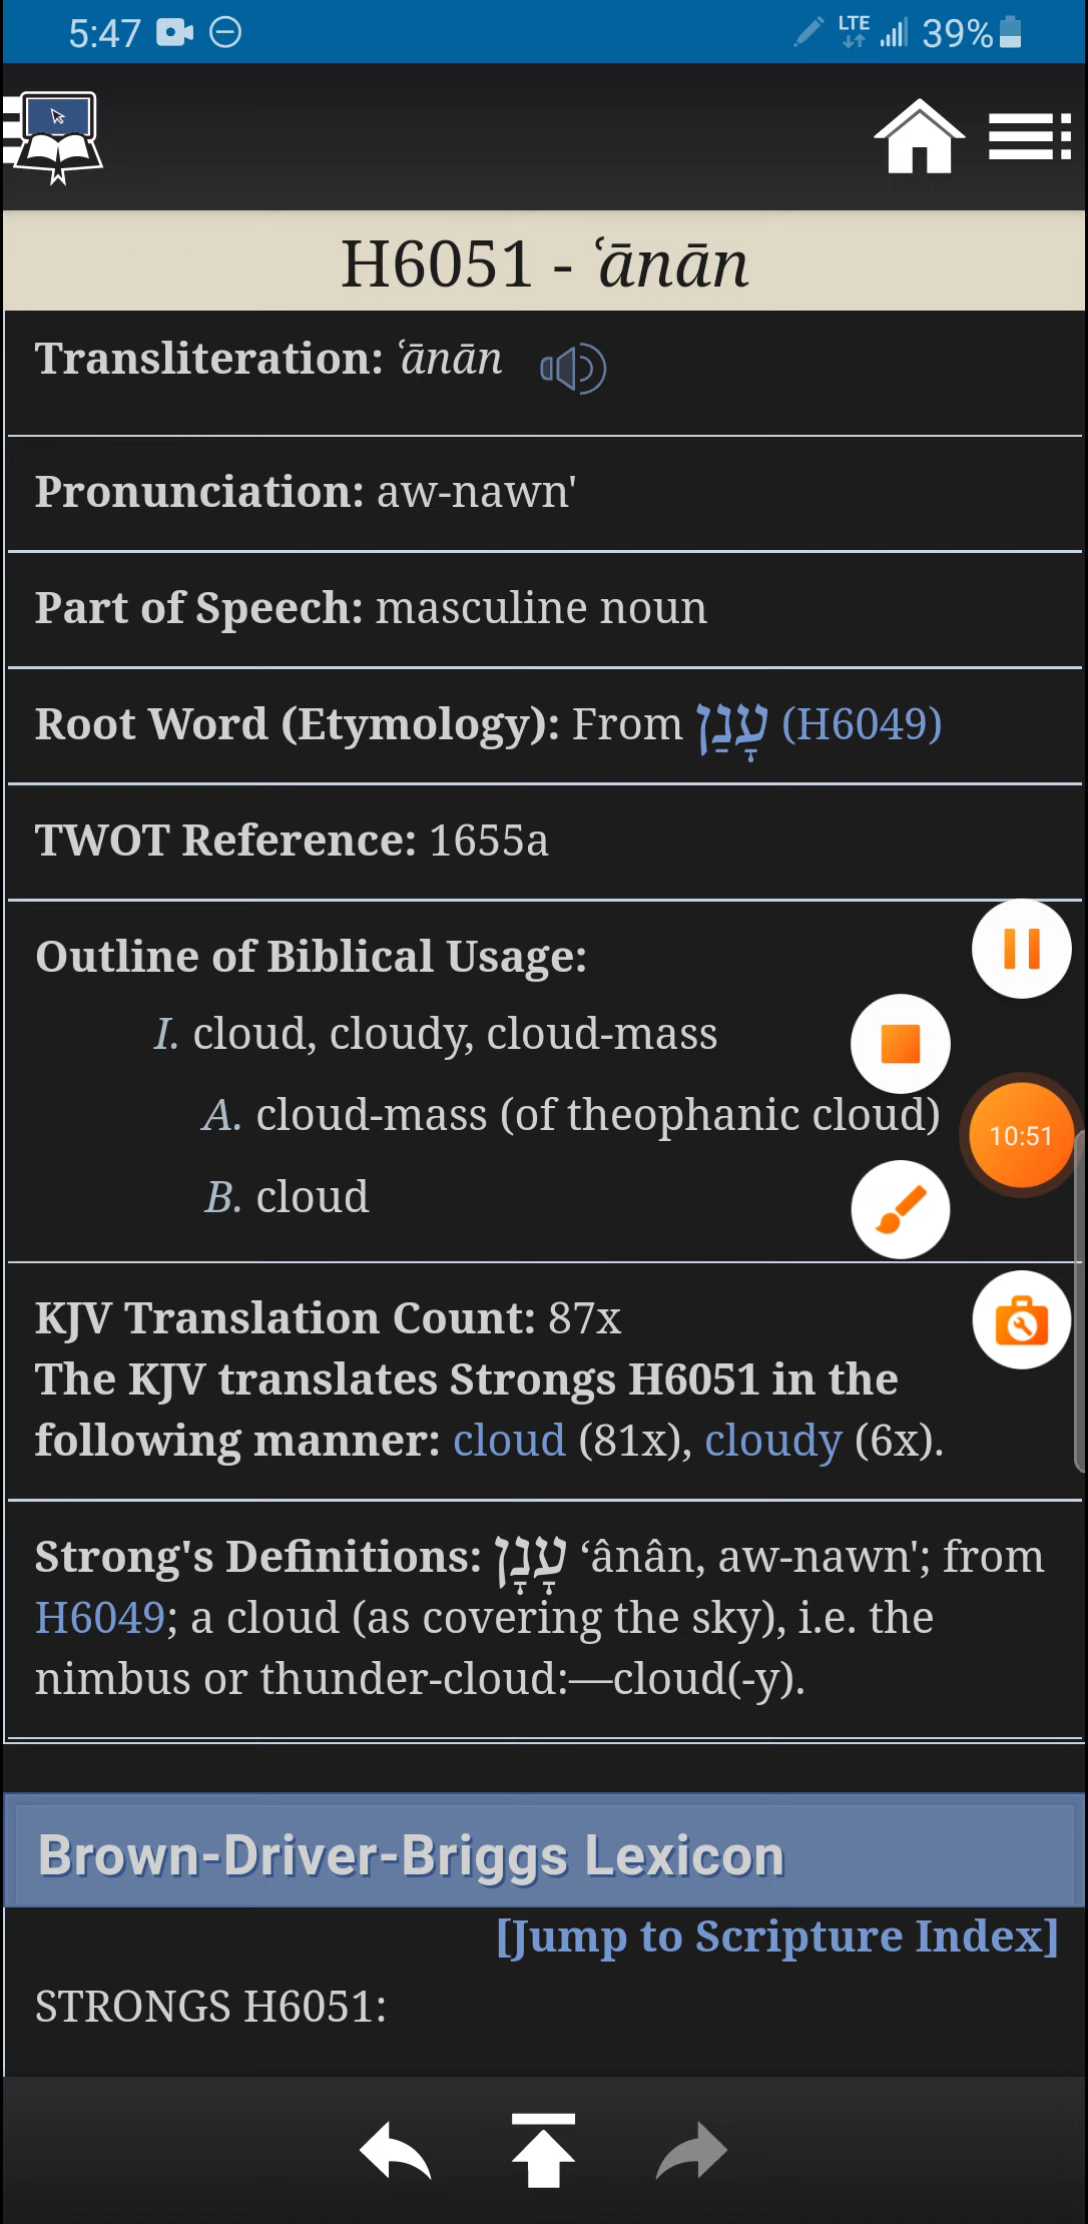 5:47 LTE 39%
H6051 - ʿānān
Transliteration: ʿānān
Pronunciation: aw-nawn'
Part of Speech: masculine noun
Root Word (Etymology): From עָנַן (H6049)
TWOT Reference: 1655a
Outline of Biblical Usage:
I. cloud, cloudy, cloud-mass
A. cloud-mass (of theophanic cloud)
10:51
B. cloud
KJV Translation Count: 87x
The KJV translates Strongs H6051 in the
following manner: cloud (81x), cloudy (6x).
Strong's Definitions: עָנָן ʻânân, aw-nawn'; from
H6049; a cloud (as covering the sky), i.e. the
nimbus or thunder-cloud:—cloud(-y).
Brown-Driver-Briggs Lexicon
[Jump to Scripture Index]
STRONGS H6051: